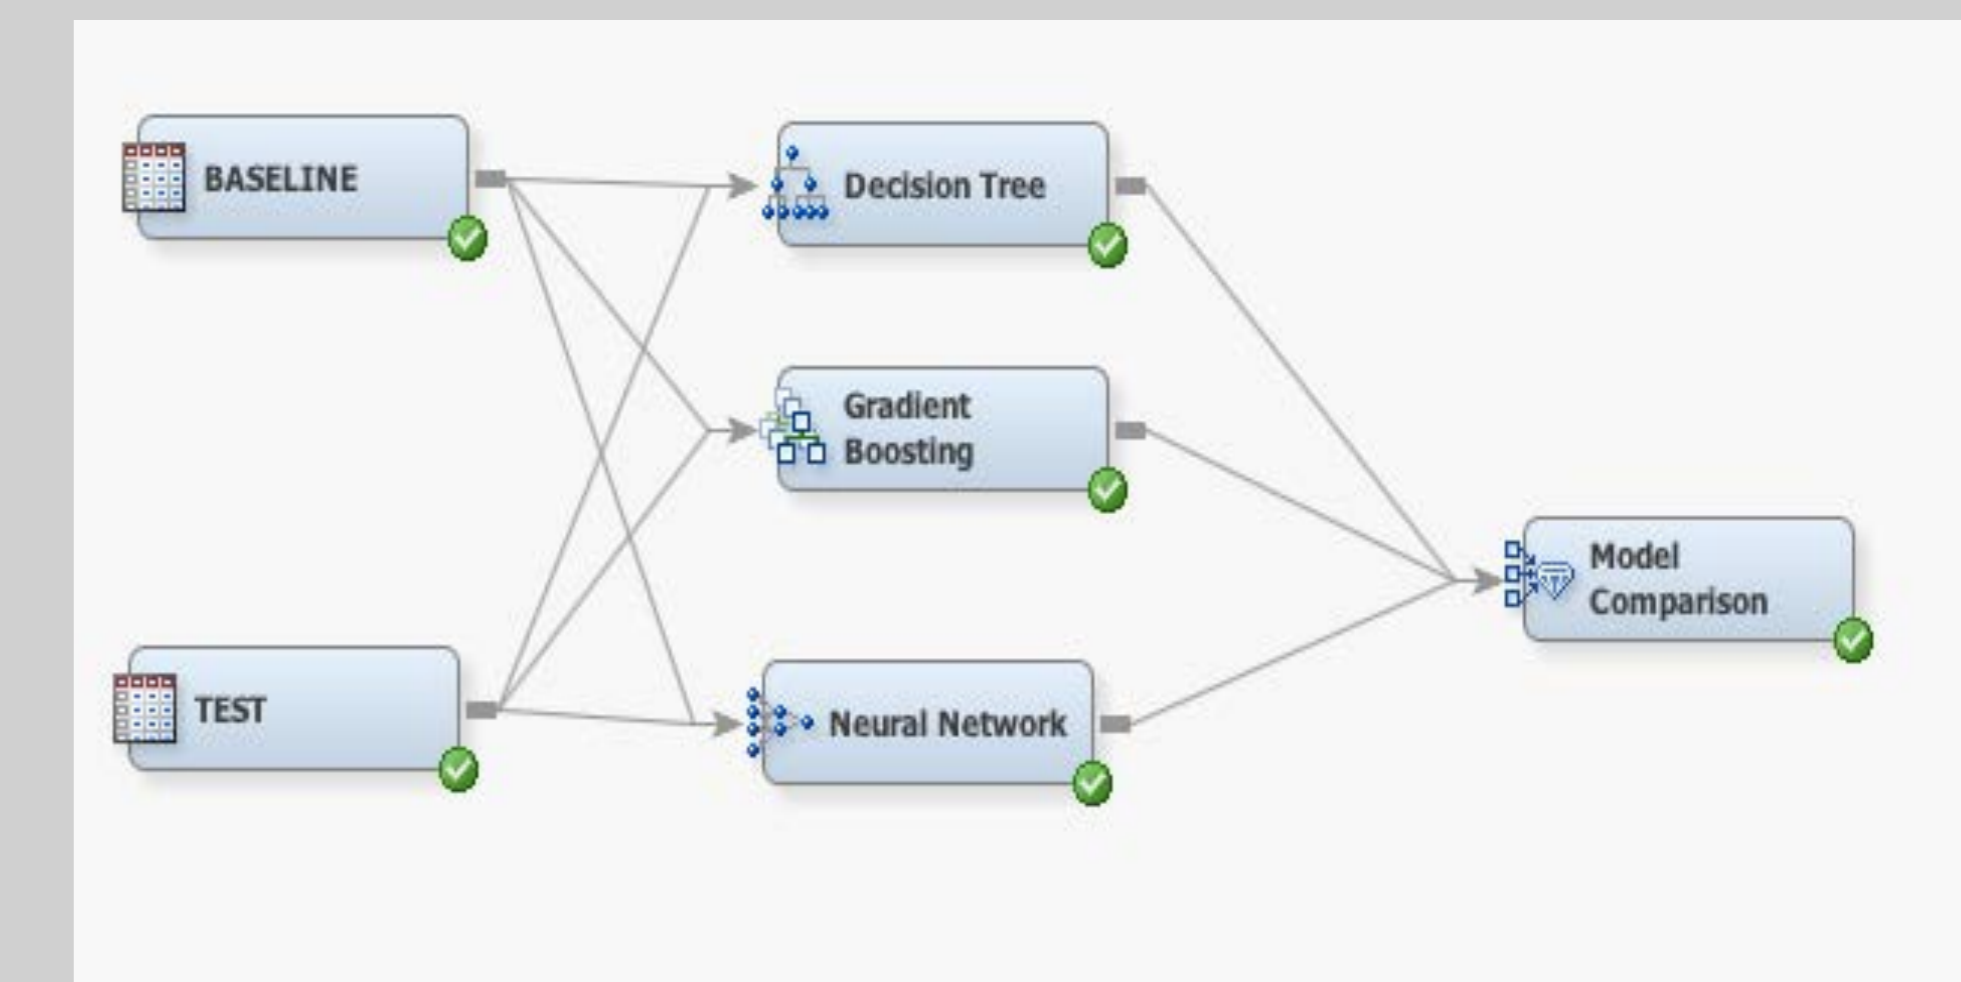 BASELINE
Decision Tree
Gradient
Boosting
Model
Comparison
TEST
Neural Network